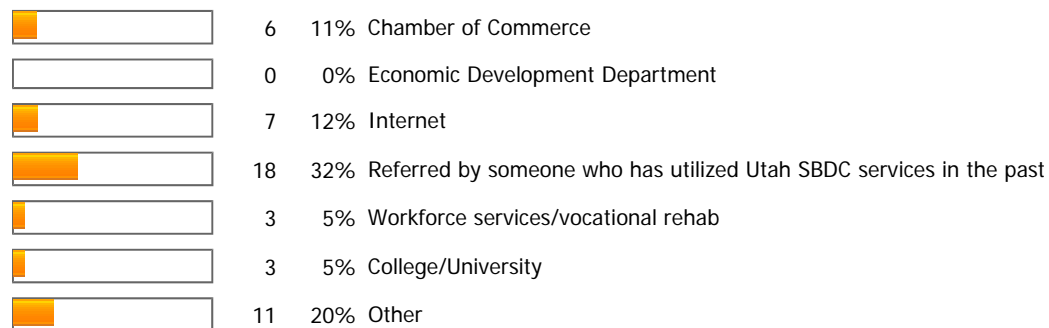 6 11% Chamber of Commerce
0 0% Economic Development Department
7 12% Internet
18 32% Referred by someone who has utilized Utah SBDC services in the past
3 5% Workforce services/vocational rehab
3 5% College/University
11 20% Other